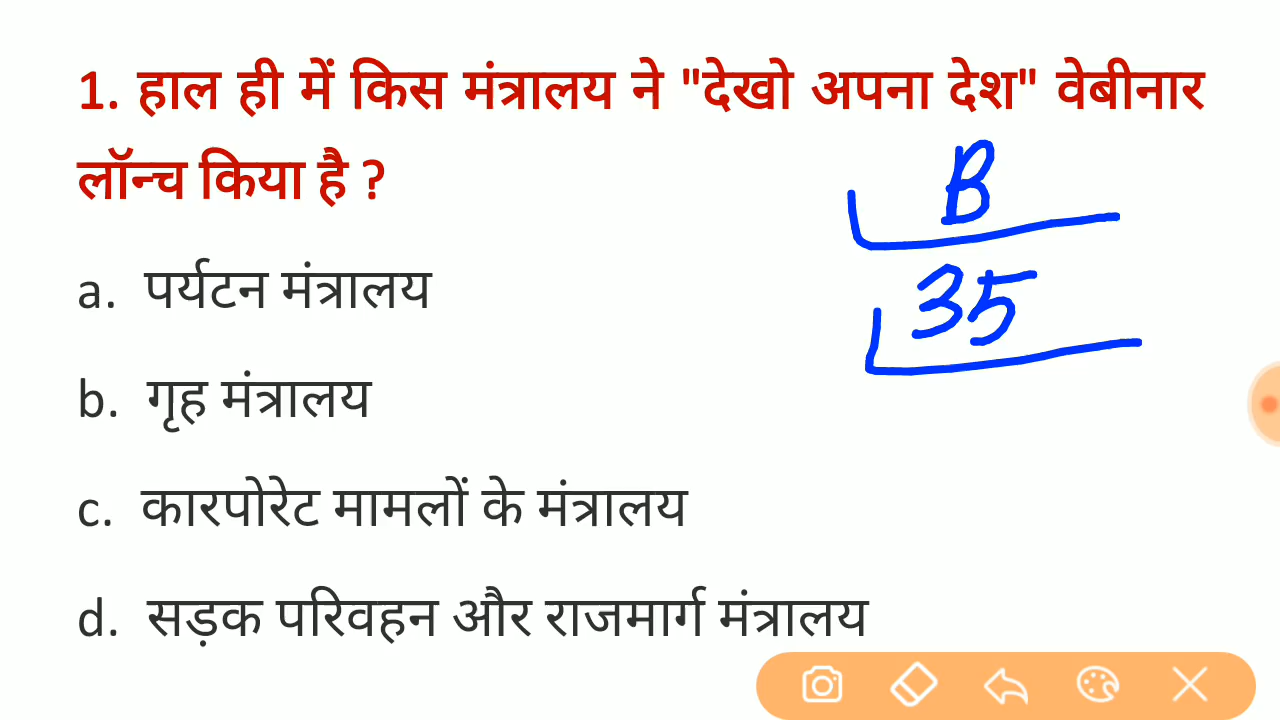 1. हाल ही में किस मंत्रालय ने "देखो अपना देश" वेबीनार
लॉन्च किया है ?
B
35
a. पर्यटन मंत्रालय
b. गृह मंत्रालय
c. कारपोरेट मामलों के मंत्रालय
d. सड़क परिवहन और राजमार्ग मंत्रालय